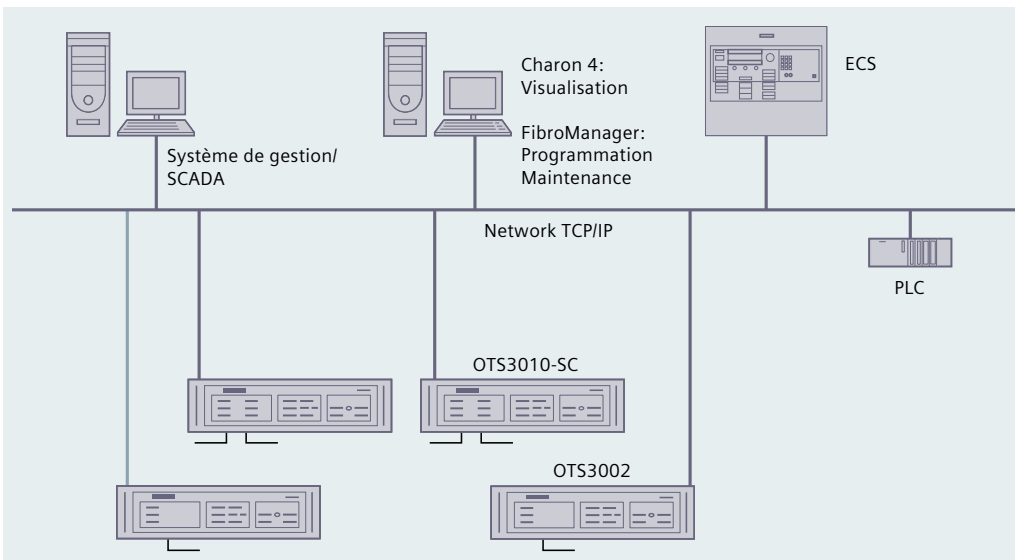 Système de gestion/
SCADA
Charon 4:
Visualisation
FibroManager:
Programmation
Maintenance
ECS
Network TCP/IP
PLC
OTS3010-SC
OTS3002